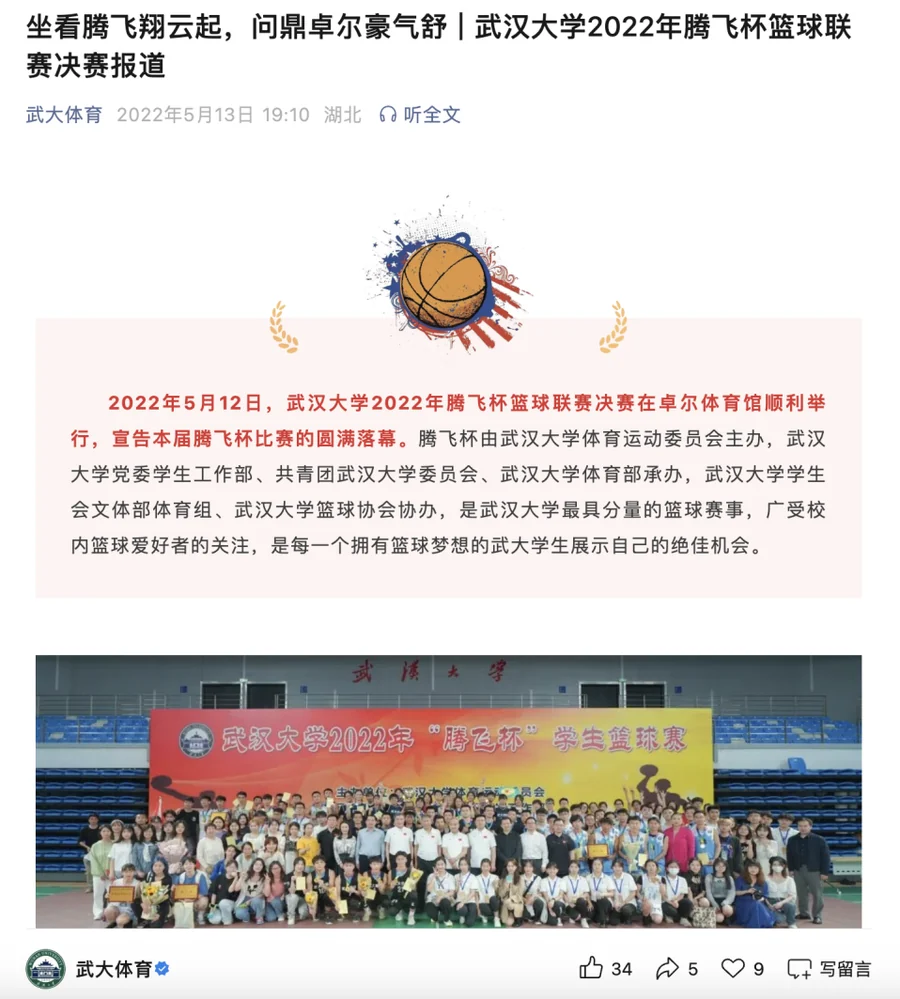 坐看腾飞翔云起，问鼎卓尔豪气舒｜武汉大学2022年腾飞杯篮球联
赛决赛报道
武大体育 2022年5月13日 19:10 湖北 听全文
2022年5月12日，武汉大学2022年腾飞杯篮球联赛决赛在卓尔体育馆顺利举
行，宣告本届腾飞杯比赛的圆满落幕。腾飞杯由武汉大学体育运动委员会主办，武汉
大学党委学生工作部、共青团武汉大学委员会、武汉大学体育部承办，武汉大学学生
会文体部体育组、武汉大学篮球协会协办，是武汉大学最具分量的篮球赛事，广受校
内篮球爱好者的关注，是每一个拥有篮球梦想的武大学生展示自己的绝佳机会。
武汉大学
武汉大学2022年“腾飞杯”学生篮球赛
武大体育 34 5 9 写留言